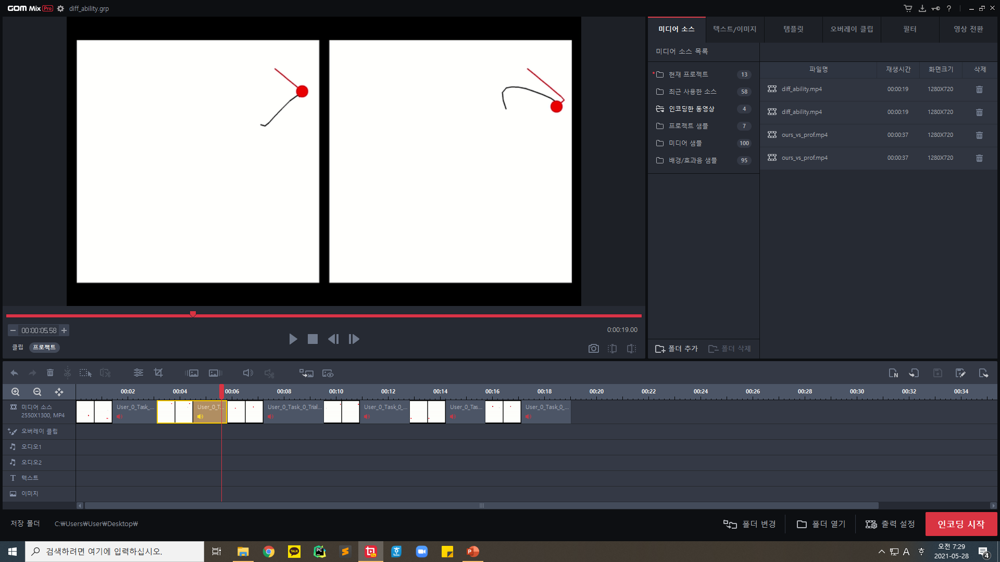 GOM Mix Pro diff_ability.grp
미디어 소스 텍스트/이미지 템플릿 오버레이 클립 필터 영상 전환
미디어 소스 목록
파일명 재생시간 화면크기 삭제
현재 프로젝트 13
최근 사용한 소스 58
인코딩한 동영상 4
프로젝트 샘플 7
미디어 샘플 100
배경/효과음 샘플 95
diff_ability.mp4 00:00:19 1280X720
diff_ability.mp4 00:00:19 1280X720
ours_vs_prof.mp4 00:00:37 1280X720
ours_vs_prof.mp4 00:00:37 1280X720
00:00:05.58
0:00:19.00
클립 프로젝트
폴더 추가 폴더 삭제
00:02 00:04 00:06 00:08 00:10 00:12 00:14 00:16 00:18 00:20 00:22 00:24 00:26 00:28 00:30 00:32 00:34
미디어 소스
2550X1300, MP4
User_0_Task_... User_0_T... User_0_Task_0_Trial... User_0_Task_0_... User_0_Tas... User_0_Task_0_...
오버레이 클립
오디오1
오디오2
T 텍스트
이미지
저장 폴더 C:₩Users₩User₩Desktop₩
폴더 변경 폴더 열기 출력 설정 인코딩 시작
검색하려면 여기에 입력하십시오.
TALK
PC
Pro
P
A 호
오전 7:29
2021-05-28
4